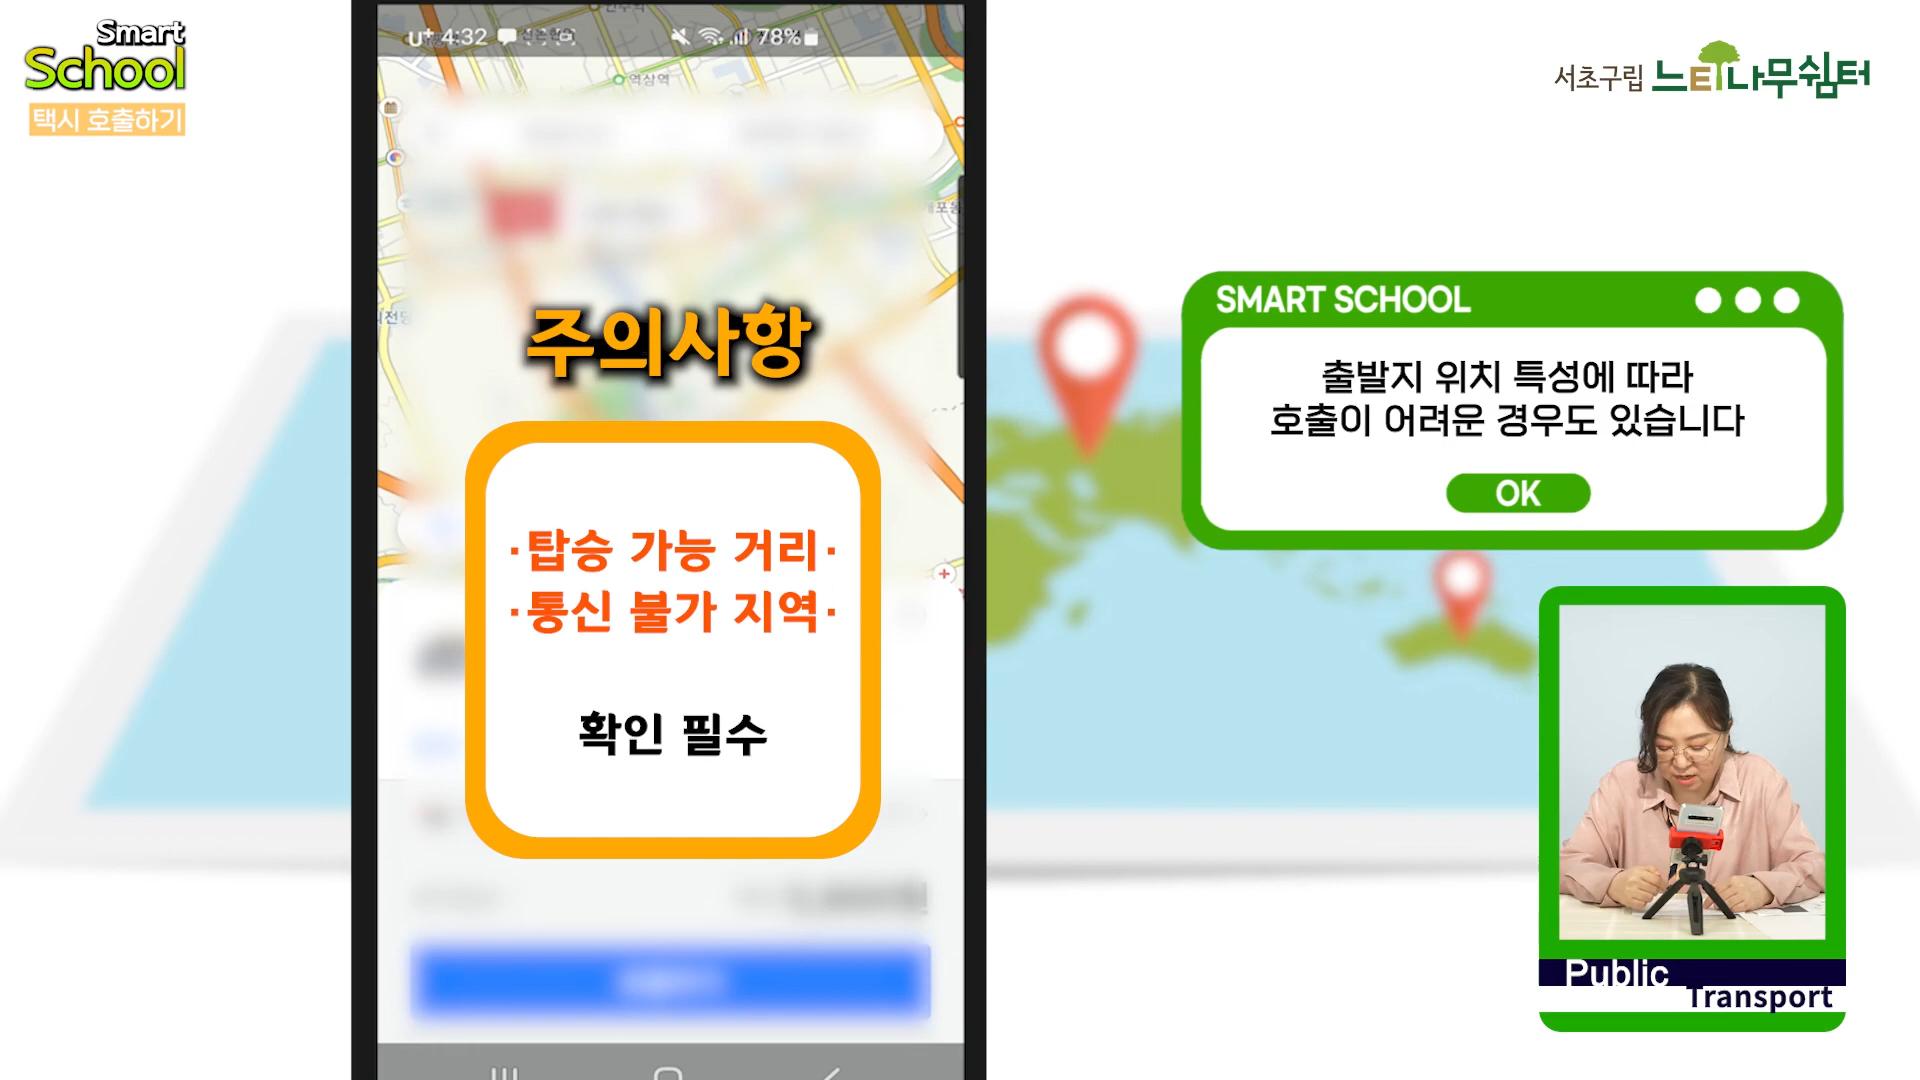 Smart
School
택시 호출하기
U+ 4:32
78%
역삼역
서초구립 느티나무쉼터
주의사항
·탑승 가능 거리·
·통신 불가 지역·
확인 필수
SMART SCHOOL
출발지 위치 특성에 따라
호출이 어려운 경우도 있습니다
OK
Public
Transport